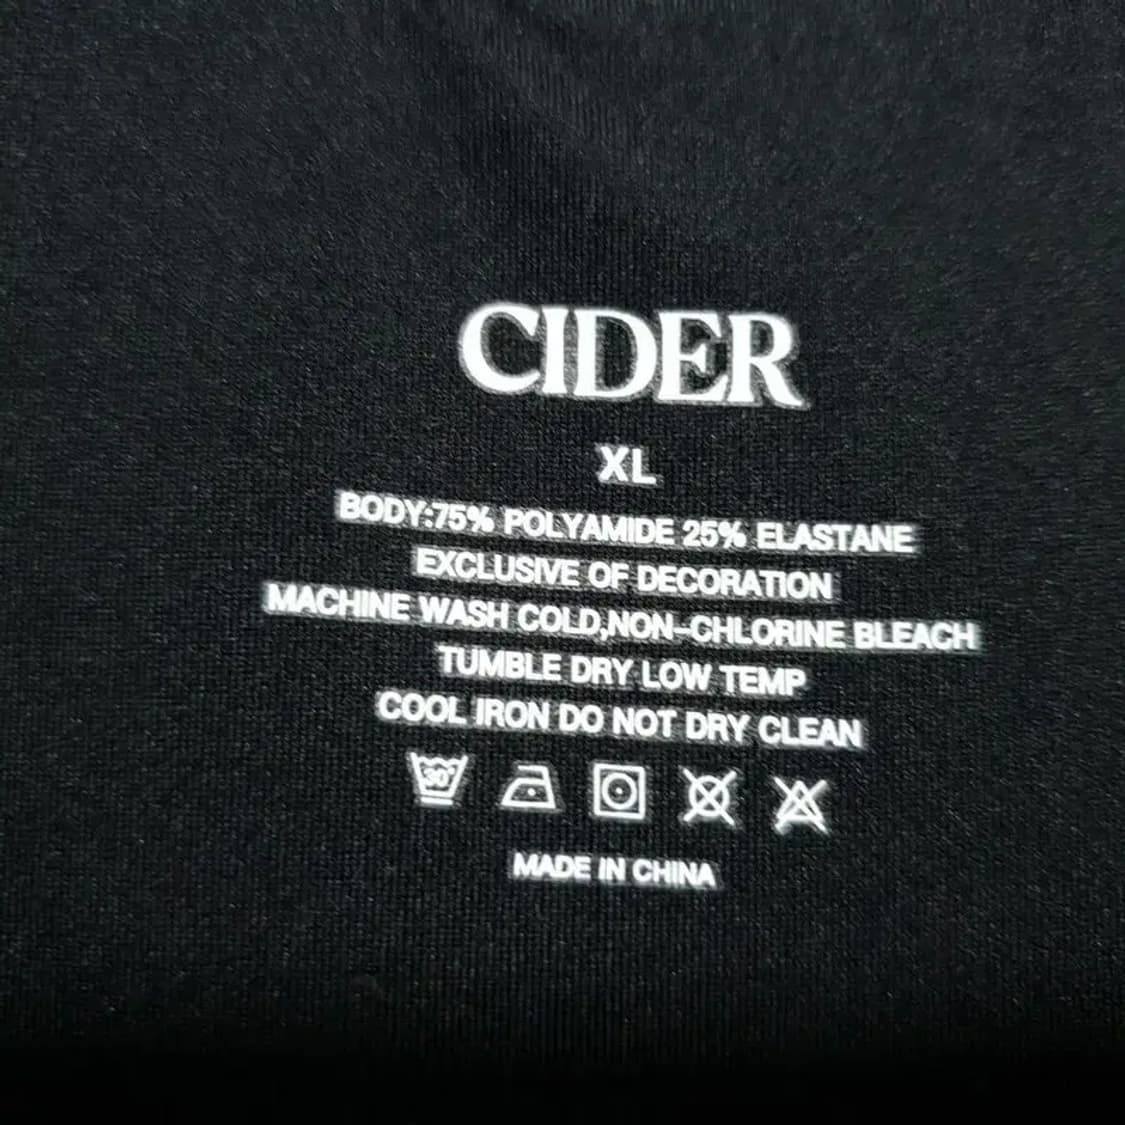 CIDER
XL
BODY:75% POLYAMIDE 25% ELASTANE
EXCLUSIVE OF DECORATION
MACHINE WASH COLD,NON-CHLORINE BLEACH
TUMBLE DRY LOW TEMP
COOL IRON DO NOT DRY CLEAN
30°
MADE IN CHINA